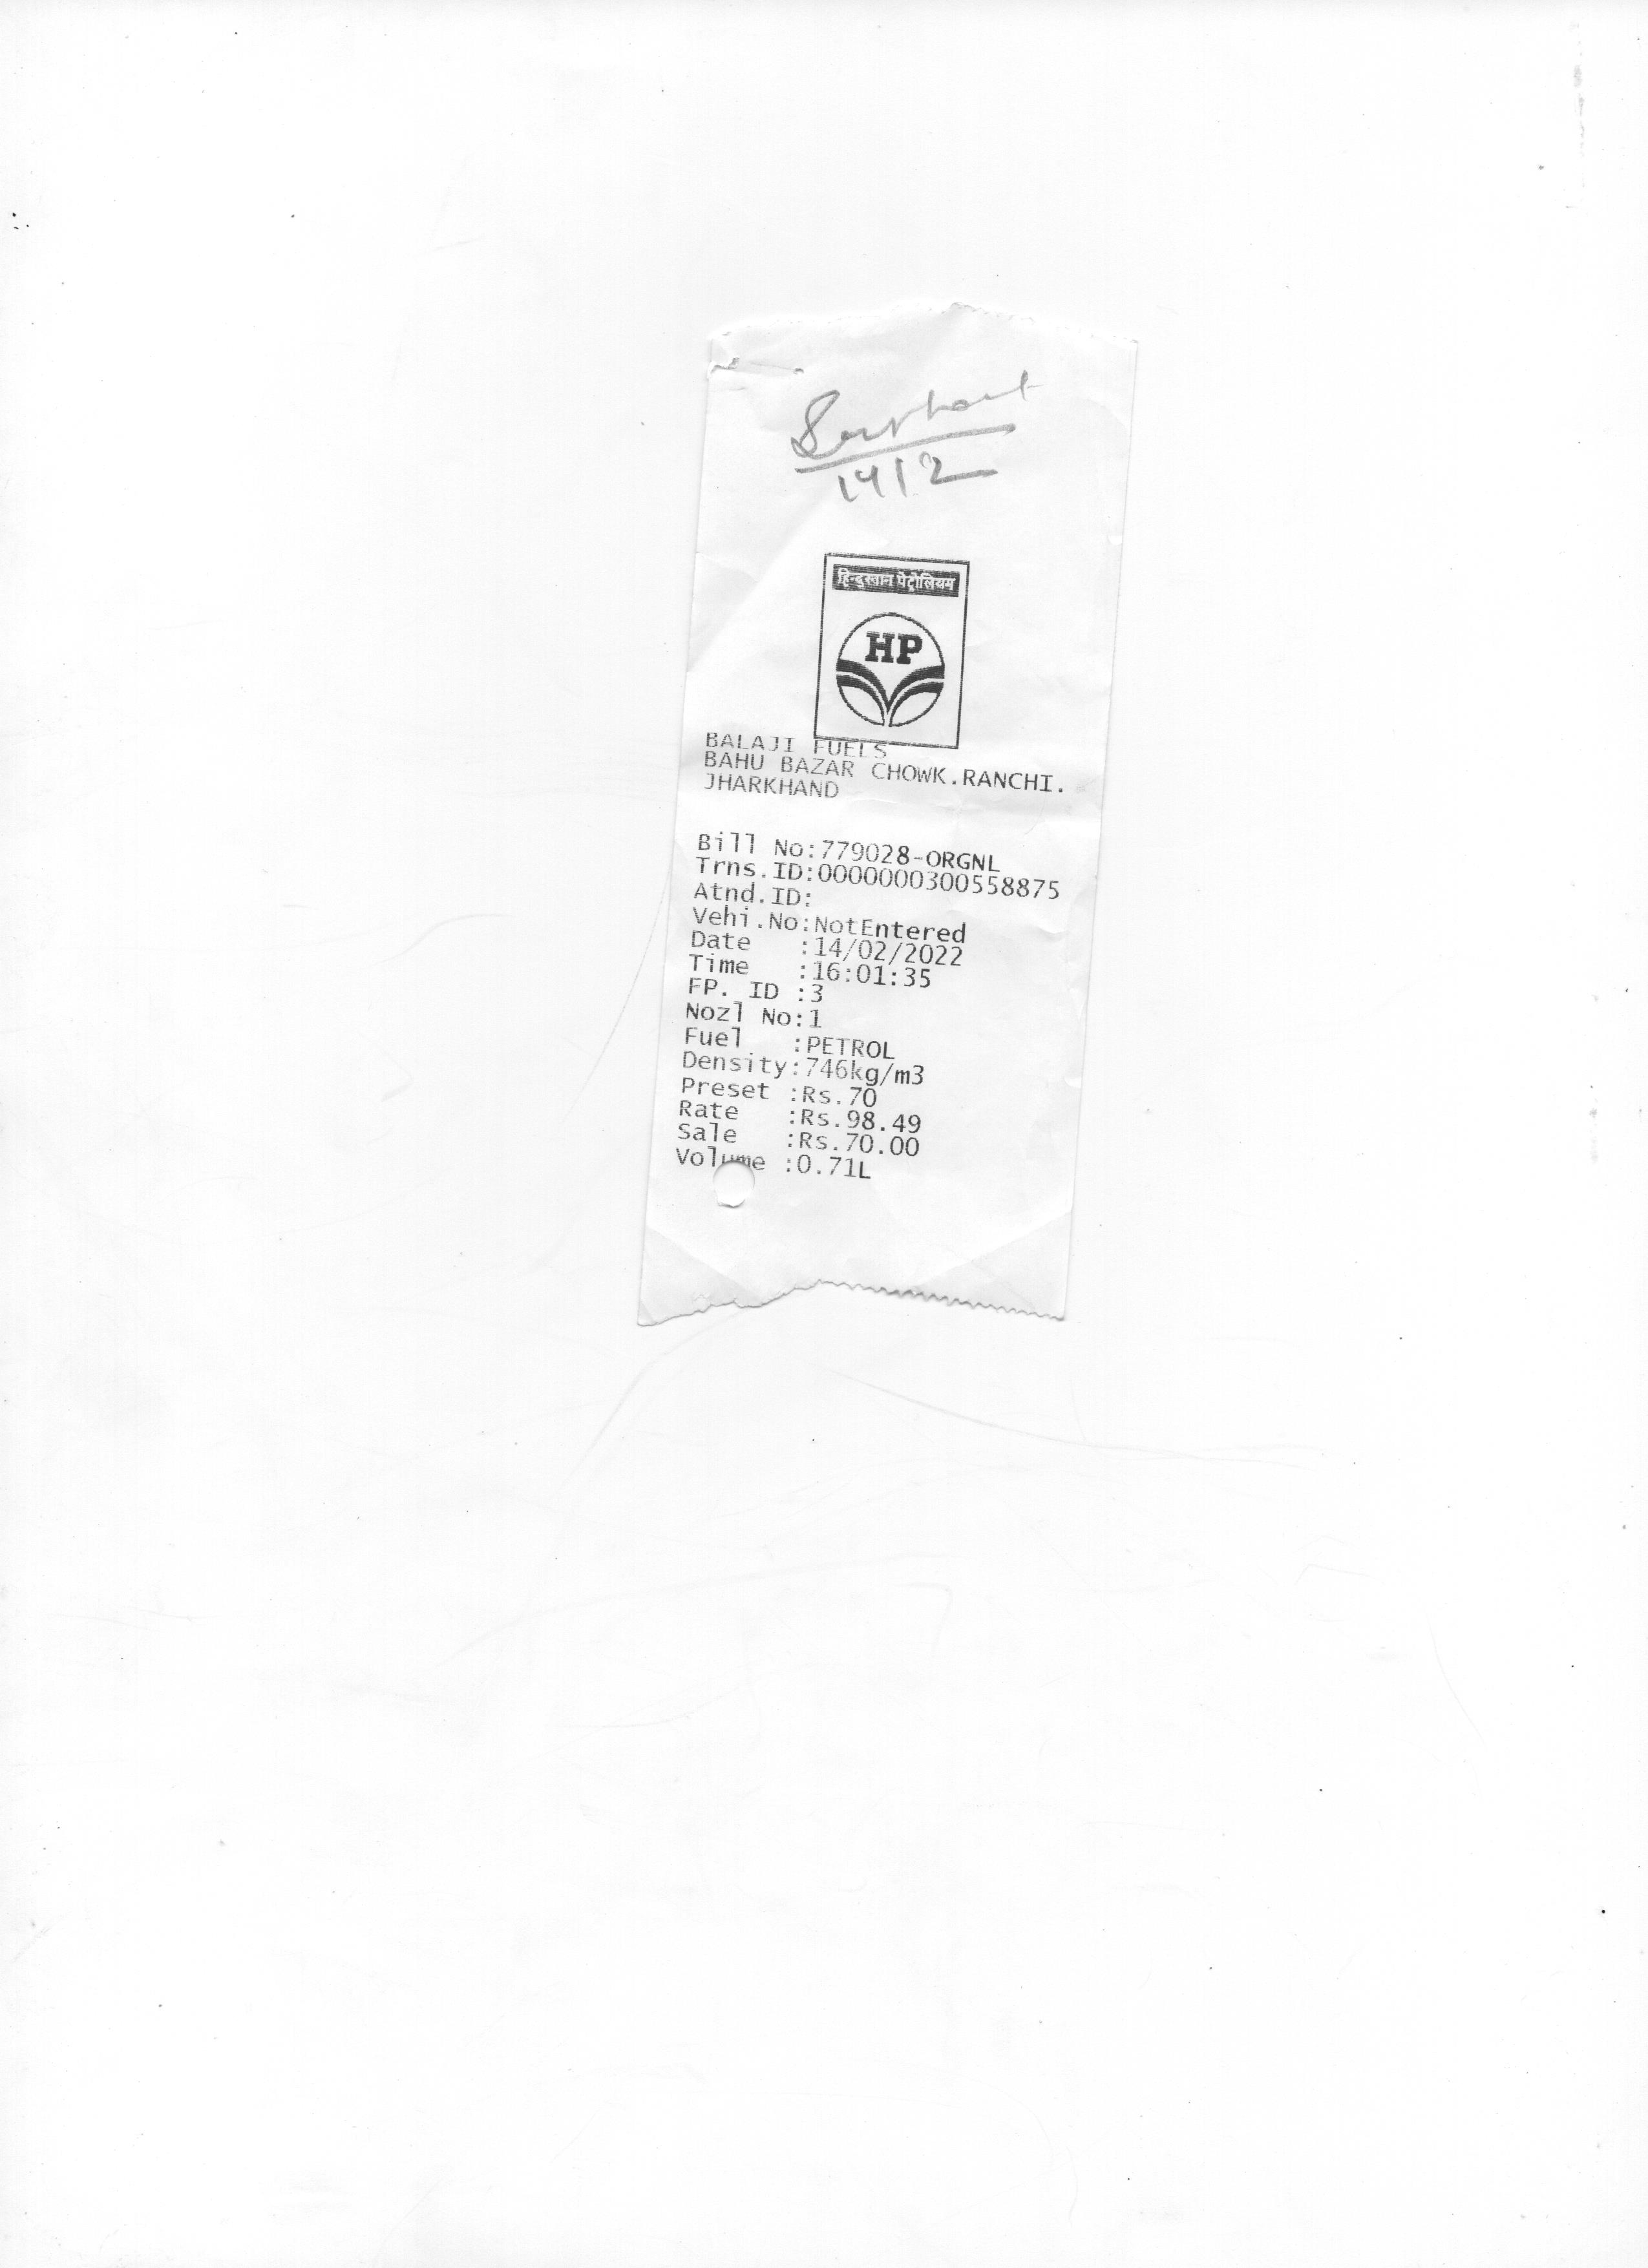 1412
हिन्दुस्तान पेट्रोलियम
HP
BALAJI FUELS
BAHU BAZAR CHOWK.RANCHI.
JHARKHAND
Bill No:779028-ORGNL
Trns.ID:0000000300558875
Atnd.ID:
Vehi.No:NotEntered
Date :14/02/2022
Time :16:01:35
FP. ID :3
Nozl No:1
Fuel :PETROL
Density:746kg/m3
Preset :Rs.70
Rate :Rs.98.49
Sale :Rs.70.00
Volume :0.71L